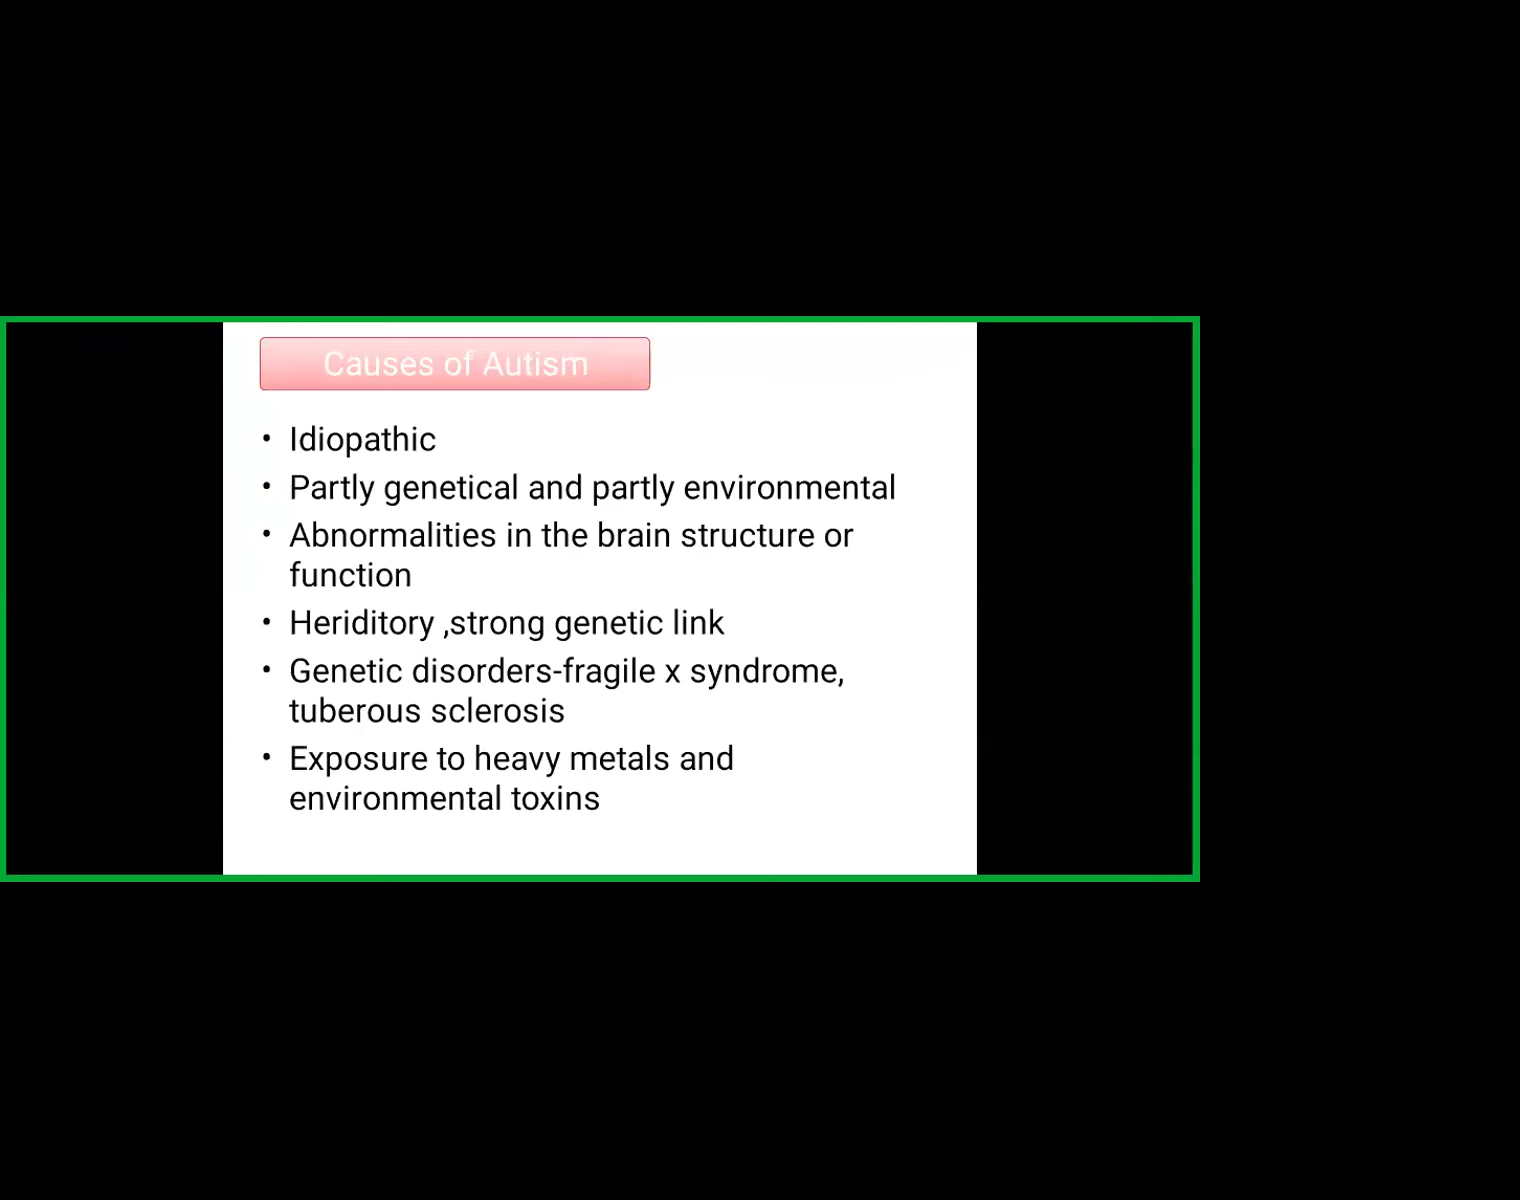 Causes of Autism
• Idiopathic
• Partly genetical and partly environmental
• Abnormalities in the brain structure or
function
• Heriditory ,strong genetic link
• Genetic disorders-fragile x syndrome,
tuberous sclerosis
• Exposure to heavy metals and
environmental toxins